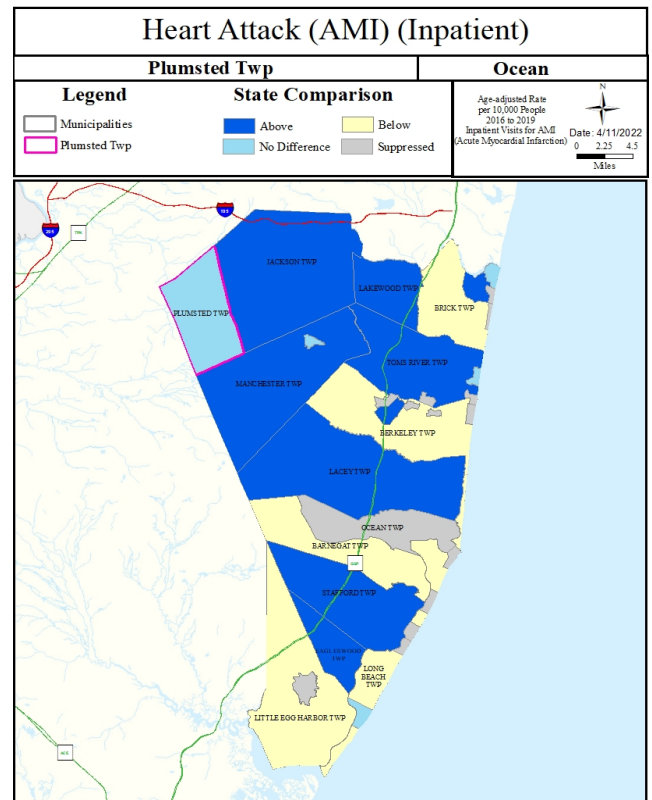 Heart Attack (AMI) (Inpatient)
Plumsted Twp
Ocean
Legend
Municipalities
Plumsted Twp
State Comparison
Above
Below
No Difference
Suppressed
Age-adjusted Rate
per 10,000 People
2016 to 2019
Inpatient Visits for AMI
(Acute Myocardial Infarction)
N
Date: 4/11/2022
0 2.25 4.5
Miles
195
JACKSON TWP
LAKEWOOD TWP
PLUMSTED TWP
BRICK TWP
TOMS RIVER TWP
MANCHESTER TWP
BERKELEY TWP
LACEY TWP
OCEAN TWP
BARNEGAT TWP
STAFFORD TWP
EAGLESWOOD
TWP
LONG
BEACH
TWP
LITTLE EGG HARBOR TWP